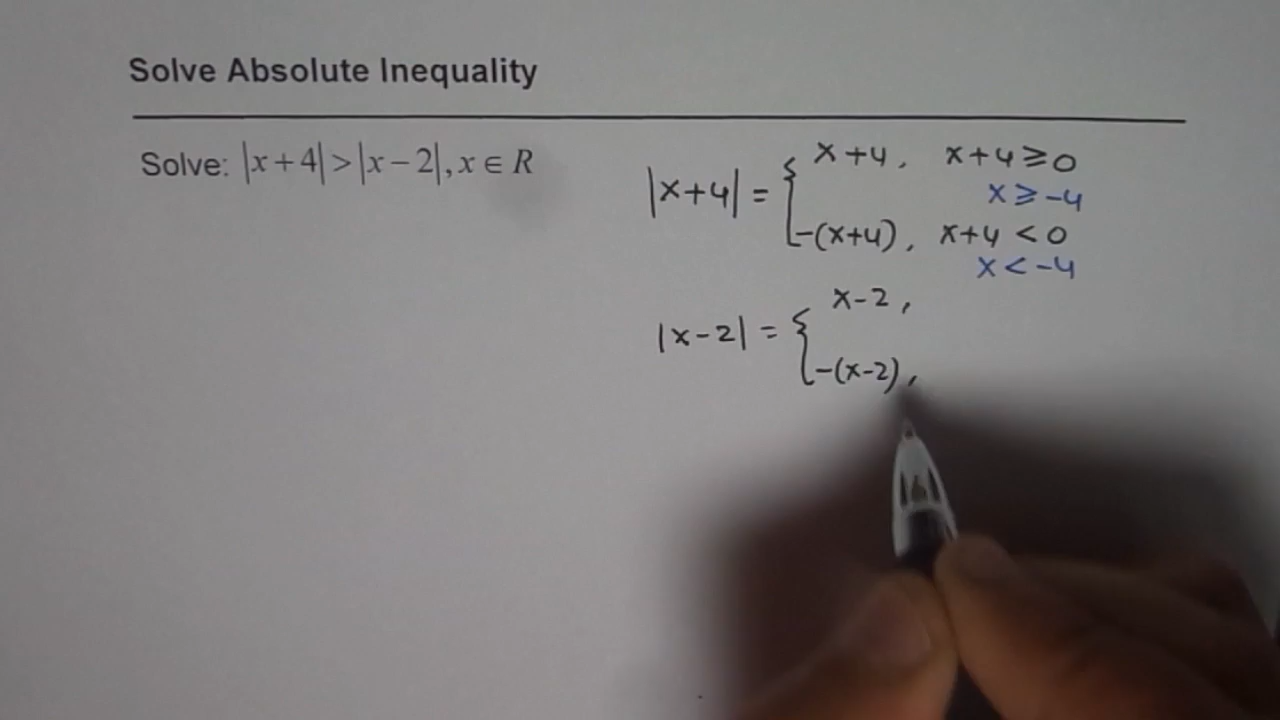 Solve Absolute Inequality
Solve: |x+4|>|x−2|, x∈R
|x+4| = { x+4, x+4 ≥ 0
x ≥ -4
-(x+4), x+4 < 0
x < -4
|x-2| = { x-2,
-(x-2),